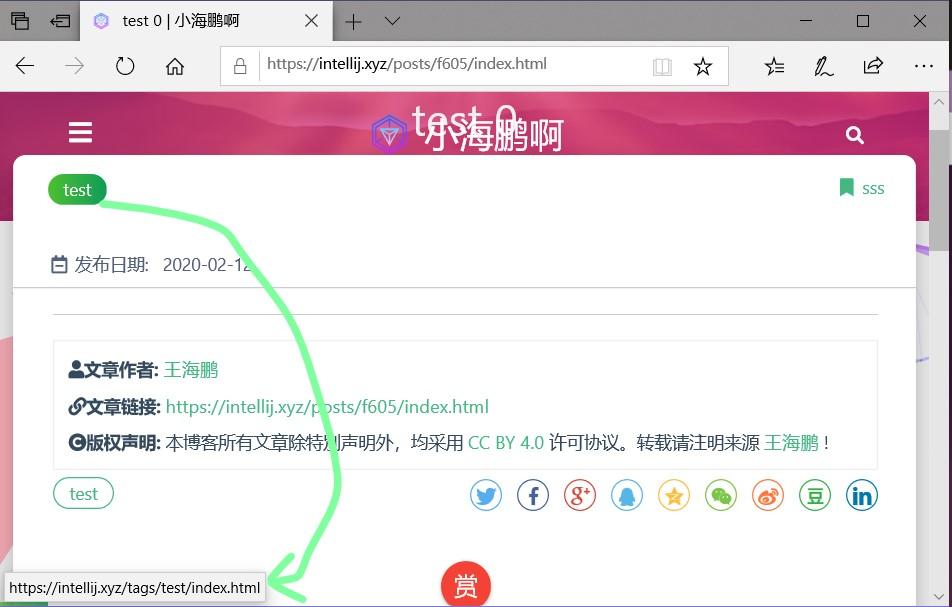 test 0 | 小海鹏啊
https://intellij.xyz/posts/f605/index.html
test 0
小海鹏啊
test
sss
发布日期: 2020-02-12
文章作者: 王海鹏
文章链接: https://intellij.xyz/posts/f605/index.html
版权声明: 本博客所有文章除特别声明外，均采用 CC BY 4.0 许可协议。转载请注明来源 王海鹏 !
test
豆
赏
https://intellij.xyz/tags/test/index.html